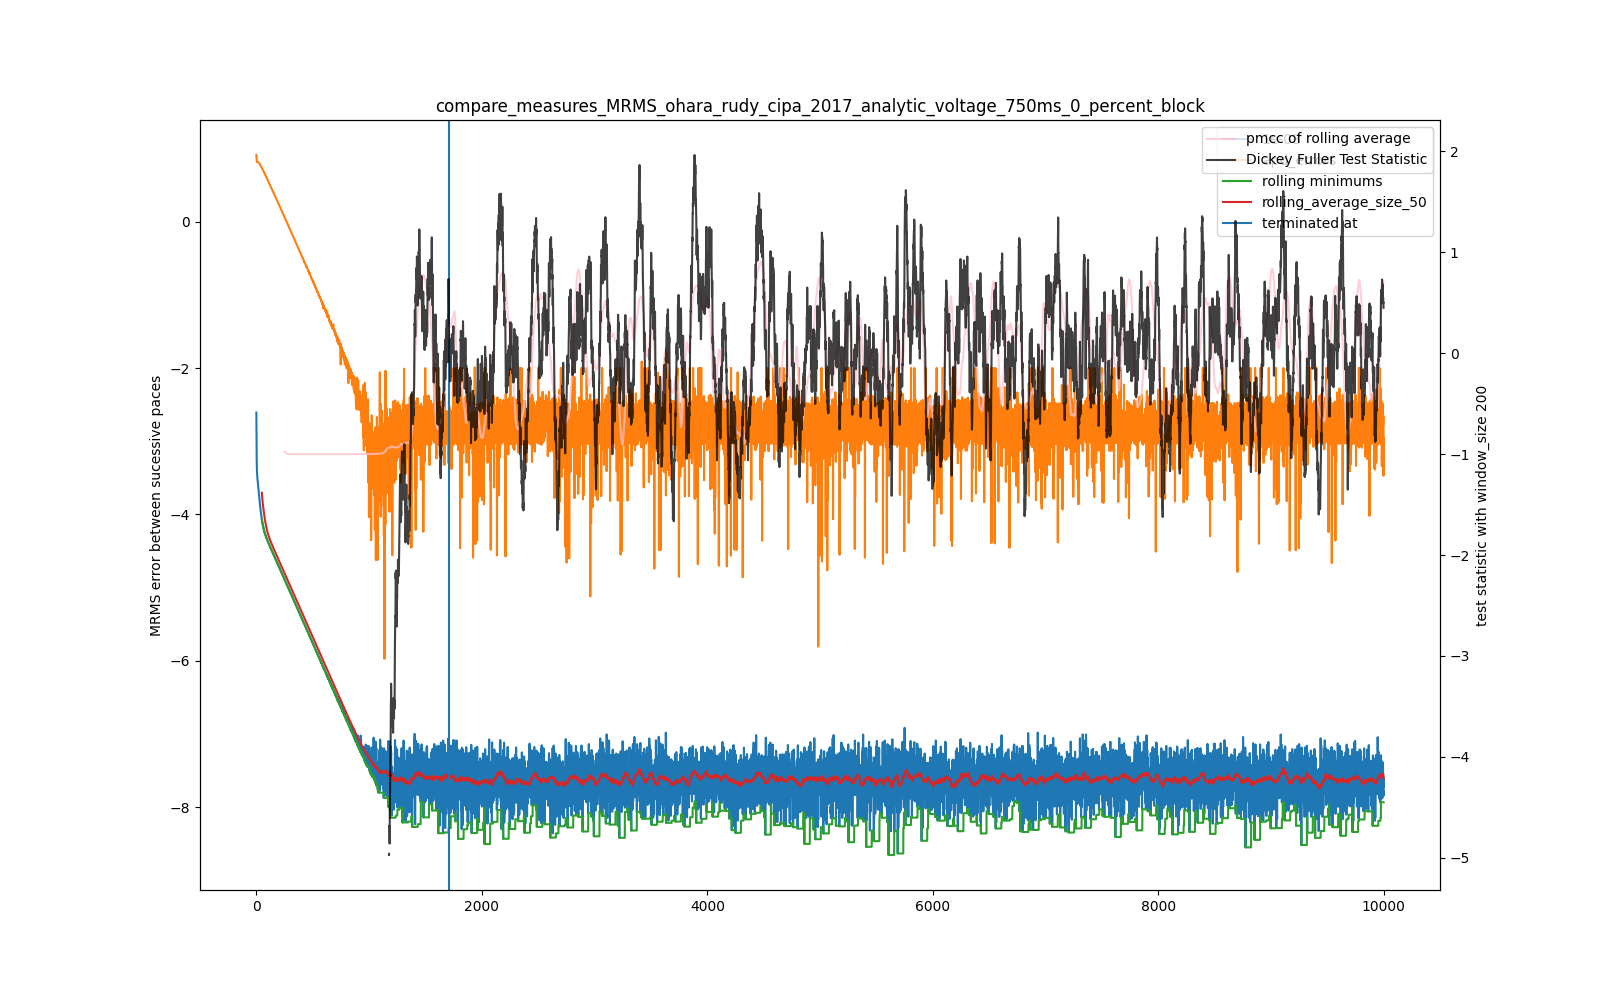 compare_measures_MRMS_ohara_rudy_cipa_2017_analytic_voltage_750ms_0_percent_block
pmcc of rolling average
Dickey Fuller Test Statistic
rolling minimums
rolling_average_size_50
terminated at
MRMS error between sucessive paces
0
−2
−4
−6
−8
2
1
0
−1
−2
−3
−4
−5
test statistic with window_size 200
0
2000
4000
6000
8000
10000